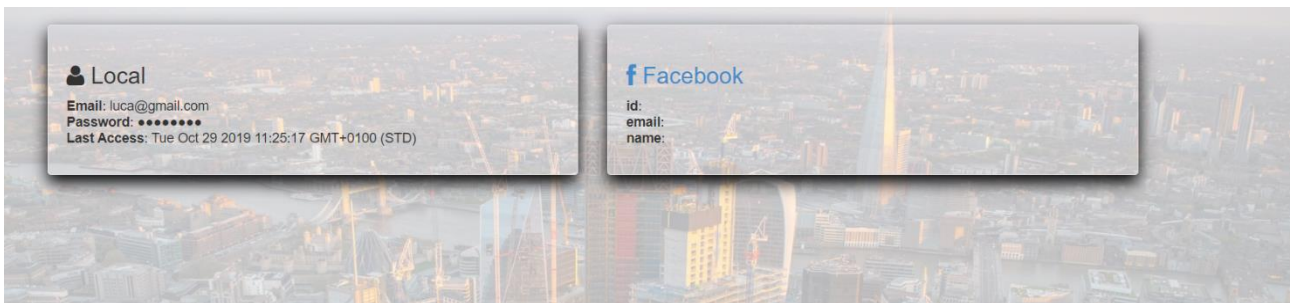 Local
Email: luca@gmail.com
Password: ●●●●●●●●
Last Access: Tue Oct 29 2019 11:25:17 GMT+0100 (STD)
Facebook
id:
email:
name: